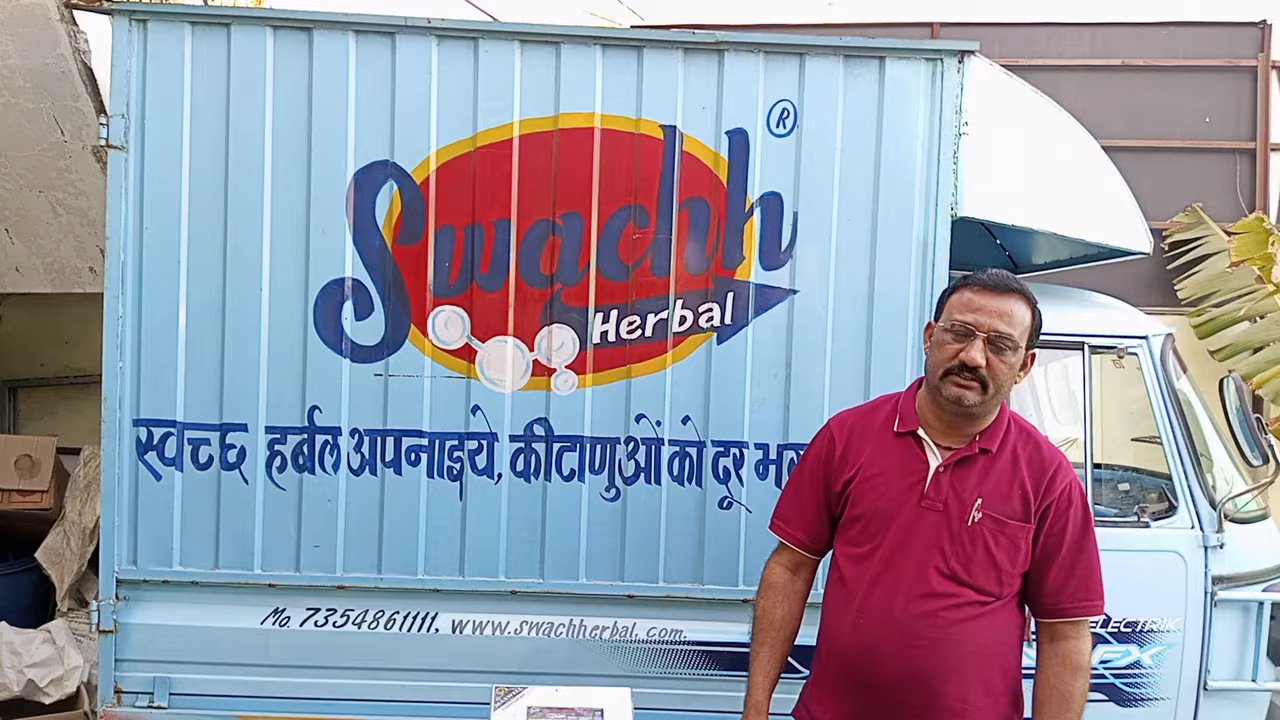 Swachh ®
Herbal
स्वच्छ हर्बल अपनाइये, कीटाणुओं को दूर
Mo. 7354861111, www.swachherbal.com.
ELECTRIK